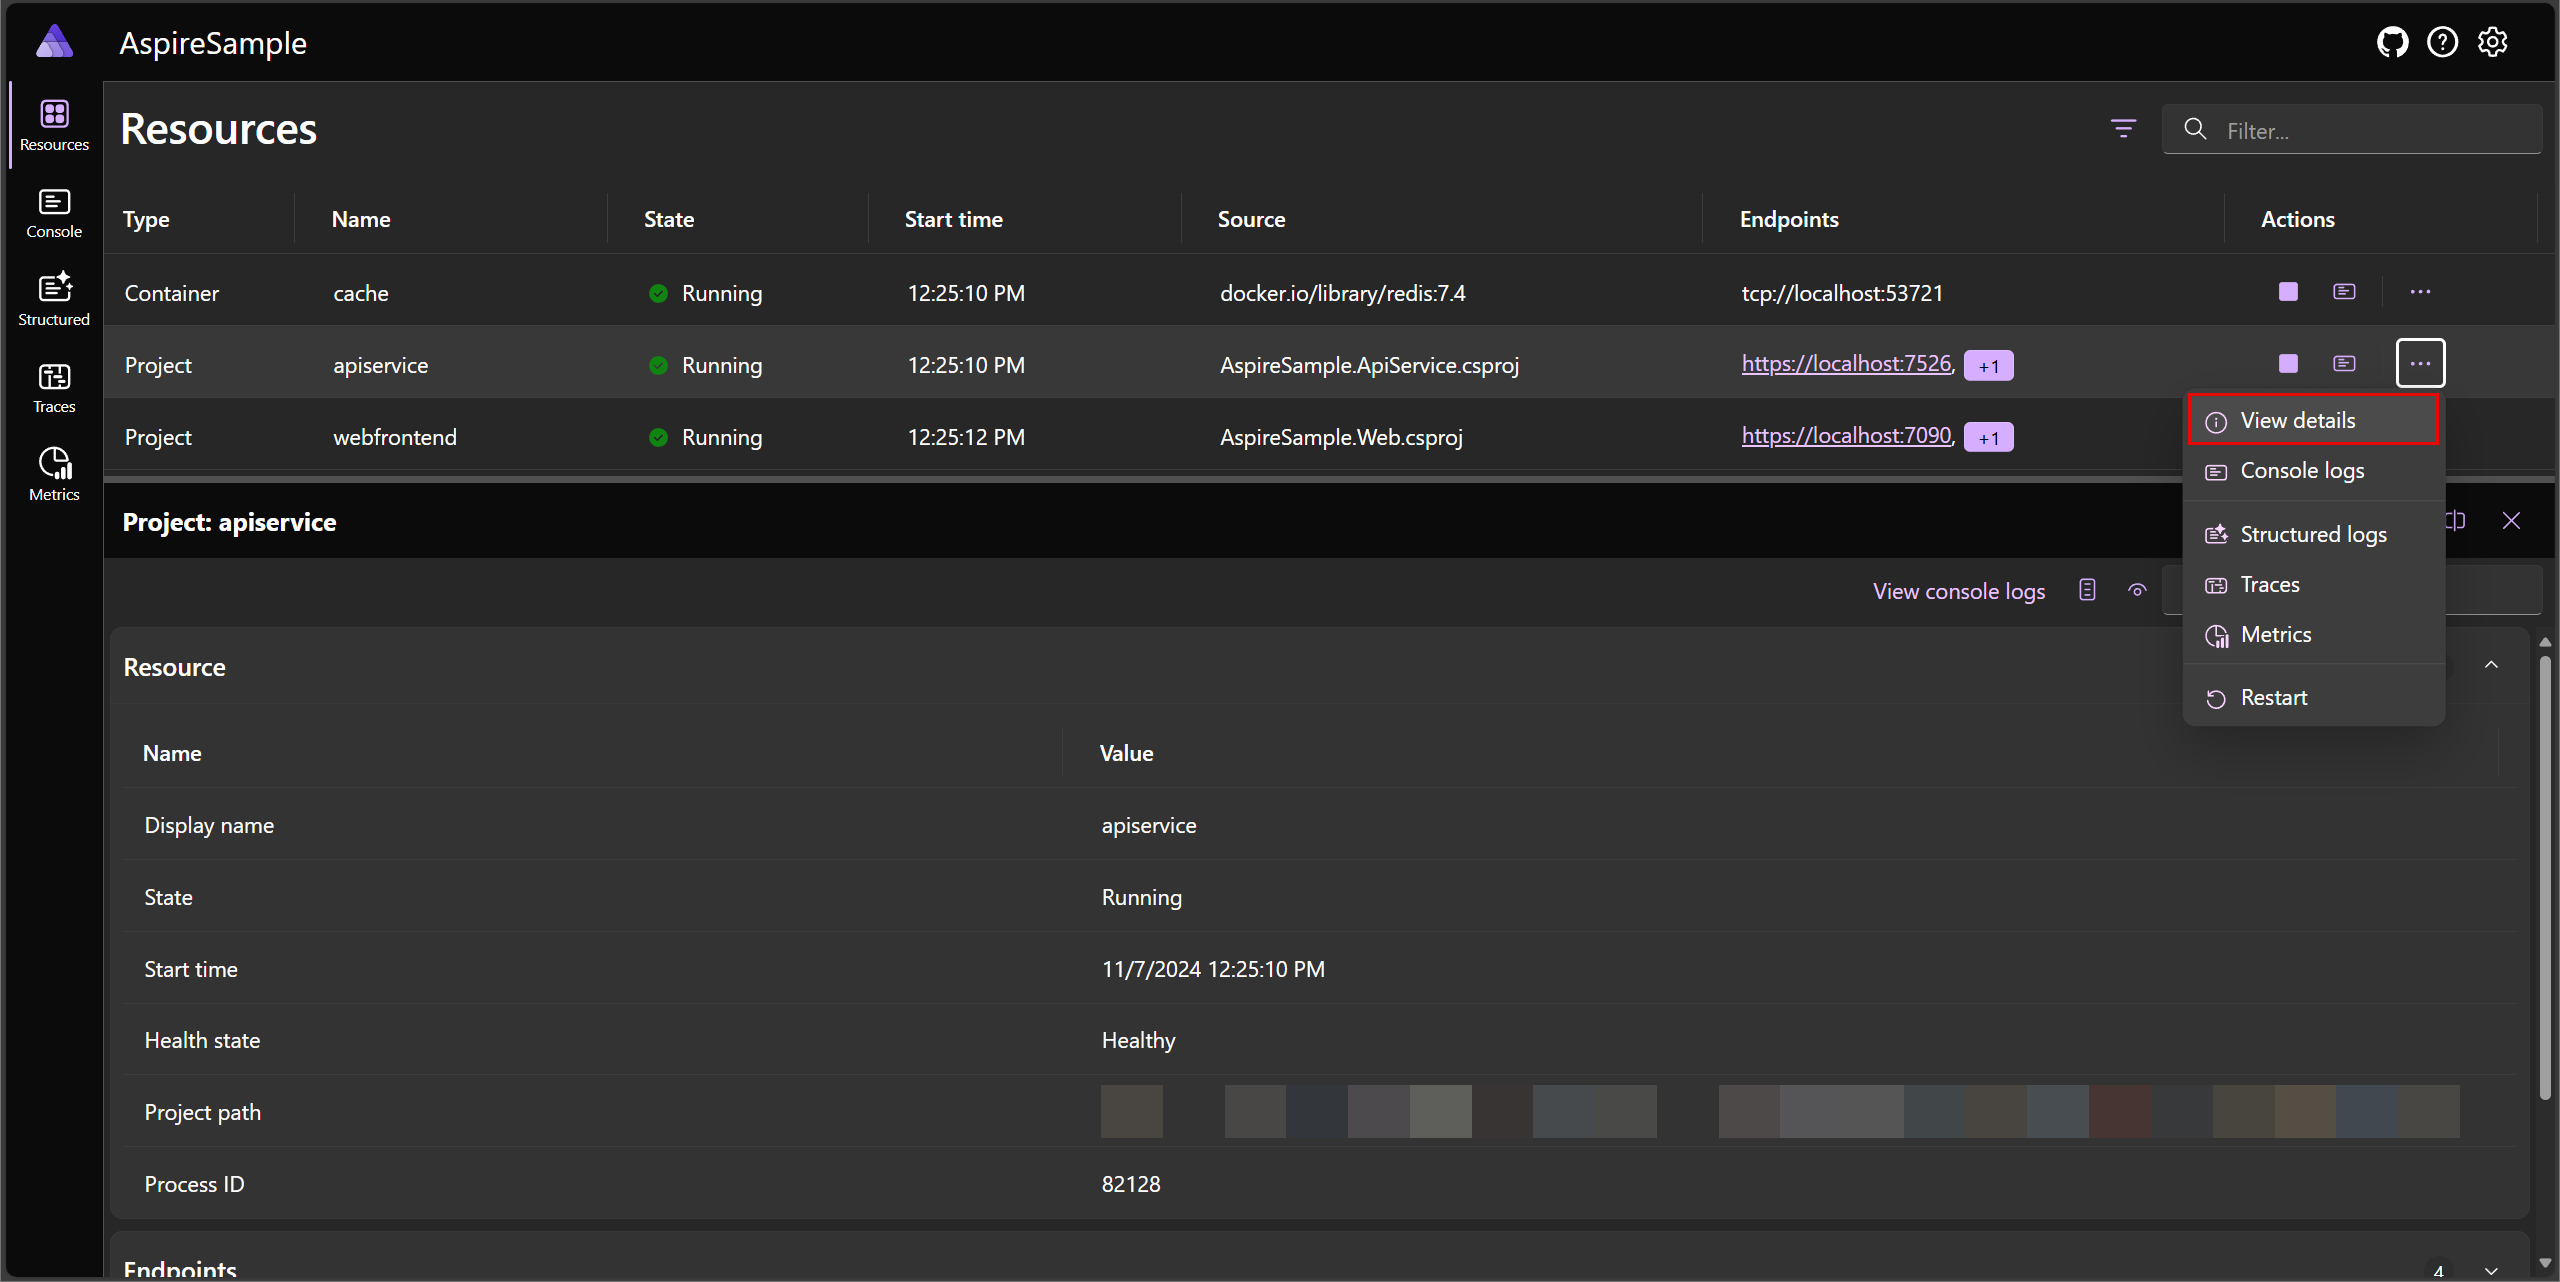 AspireSample
Resources
Filter...
Resources
Console
Structured
Traces
Metrics
Type Name State Start time Source Endpoints Actions
Container cache Running 12:25:10 PM docker.io/library/redis:7.4 tcp://localhost:53721
Project apiservice Running 12:25:10 PM AspireSample.ApiService.csproj https://localhost:7526, +1
Project webfrontend Running 12:25:12 PM AspireSample.Web.csproj https://localhost:7090, +1
View details
Console logs
Structured logs
Traces
Metrics
Restart
Project: apiservice
View console logs
Resource
Name Value
Display name apiservice
State Running
Start time 11/7/2024 12:25:10 PM
Health state Healthy
Project path
Process ID 82128
Endpoints 4